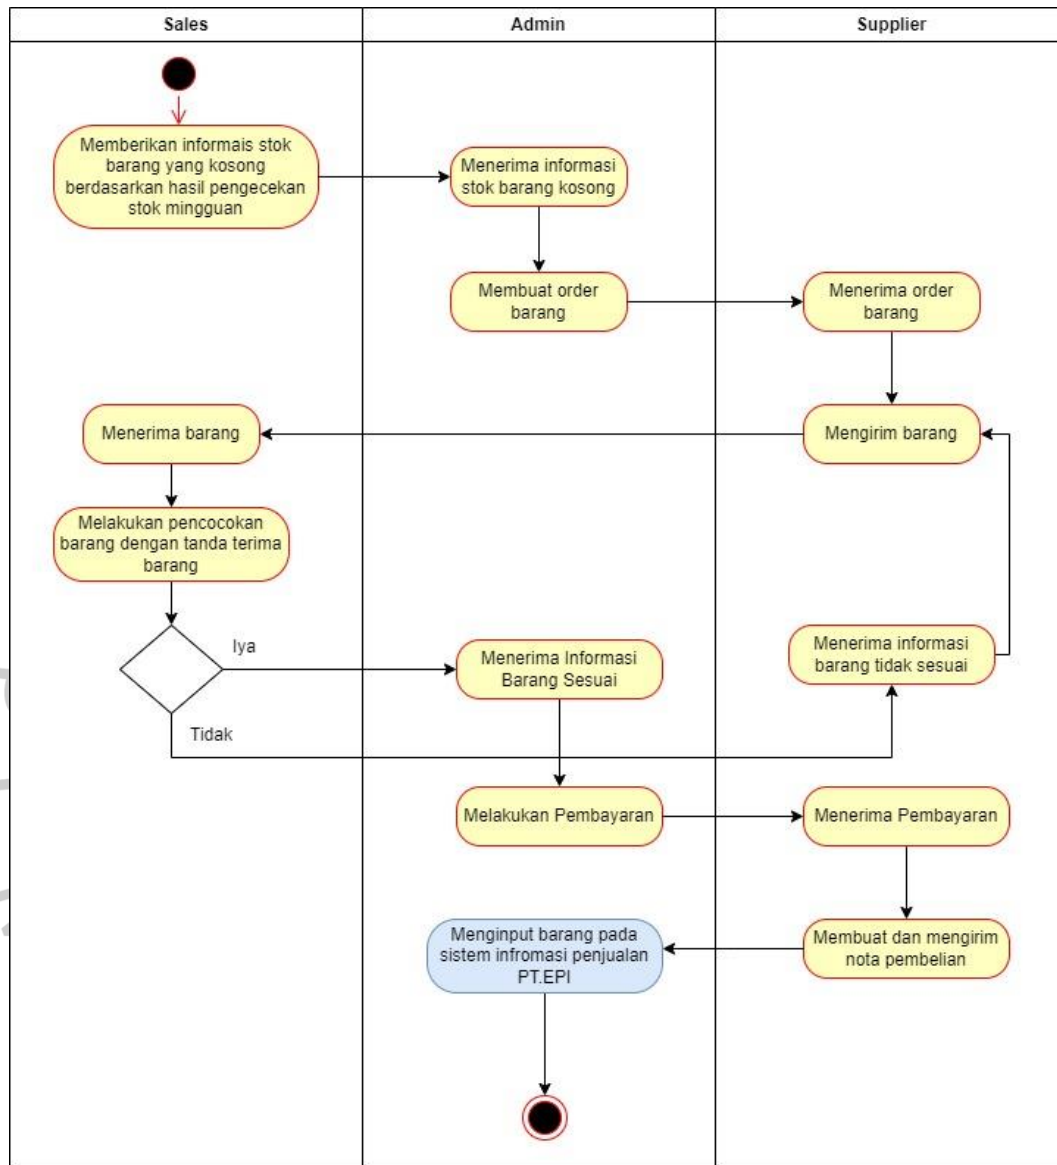 Sales
Admin
Supplier
Memberikan informais stok
barang yang kosong
berdasarkan hasil pengecekan
stok mingguan
Menerima informasi
stok barang kosong
Membuat order
barang
Menerima order
barang
Menerima barang
Mengirim barang
Melakukan pencocokan
barang dengan tanda terima
barang
Iya
Menerima Informasi
Barang Sesuai
Menerima informasi
barang tidak sesuai
Tidak
Melakukan Pembayaran
Menerima Pembayaran
Menginput barang pada
sistem infromasi penjualan
PT.EPI
Membuat dan mengirim
nota pembelian